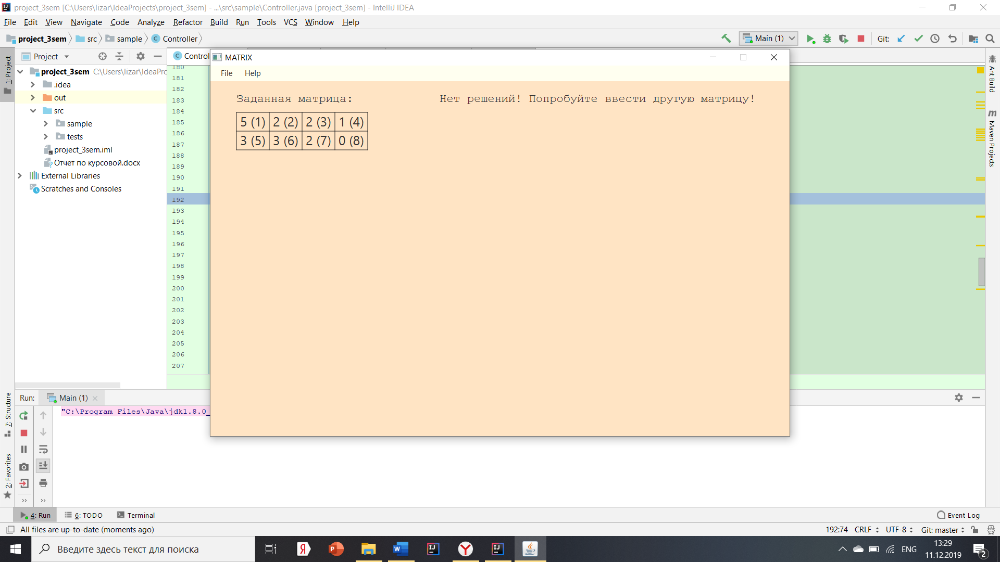 project_3sem [C:\Users\lizar\IdeaProjects\project_3sem] - ...\src\sample\Controller.java [project_3sem] - IntelliJ IDEA
File Edit View Navigate Code Analyze Refactor Build Run Tools VCS Window Help
project_3sem src sample Controller Main (1) Git:
Project
Control
MATRIX
File Help
1: Project
project_3sem C:\Users\lizar\IdeaPro
.idea
out
src
sample
tests
project_3sem.iml
Отчет по курсовой.docx
External Libraries
Scratches and Consoles
180
181
182
183
184
185
186
187
188
189
190
191
192
193
194
195
196
197
198
199
200
201
202
203
204
205
206
207
Заданная матрица: Нет решений! Попробуйте ввести другую матрицу!
5 (1) 2 (2) 2 (3) 1 (4)
3 (5) 3 (6) 2 (7) 0 (8)
Ant Build
Maven Projects
7: Structure
2: Favorites
Run: Main (1)
"C:\Program Files\Java\jdk1.8.0_
4: Run 6: TODO Terminal Event Log
All files are up-to-date (moments ago) 192:74 CRLF UTF-8 Git: master
Введите здесь текст для поиска
ENG
13:29
11.12.2019
2